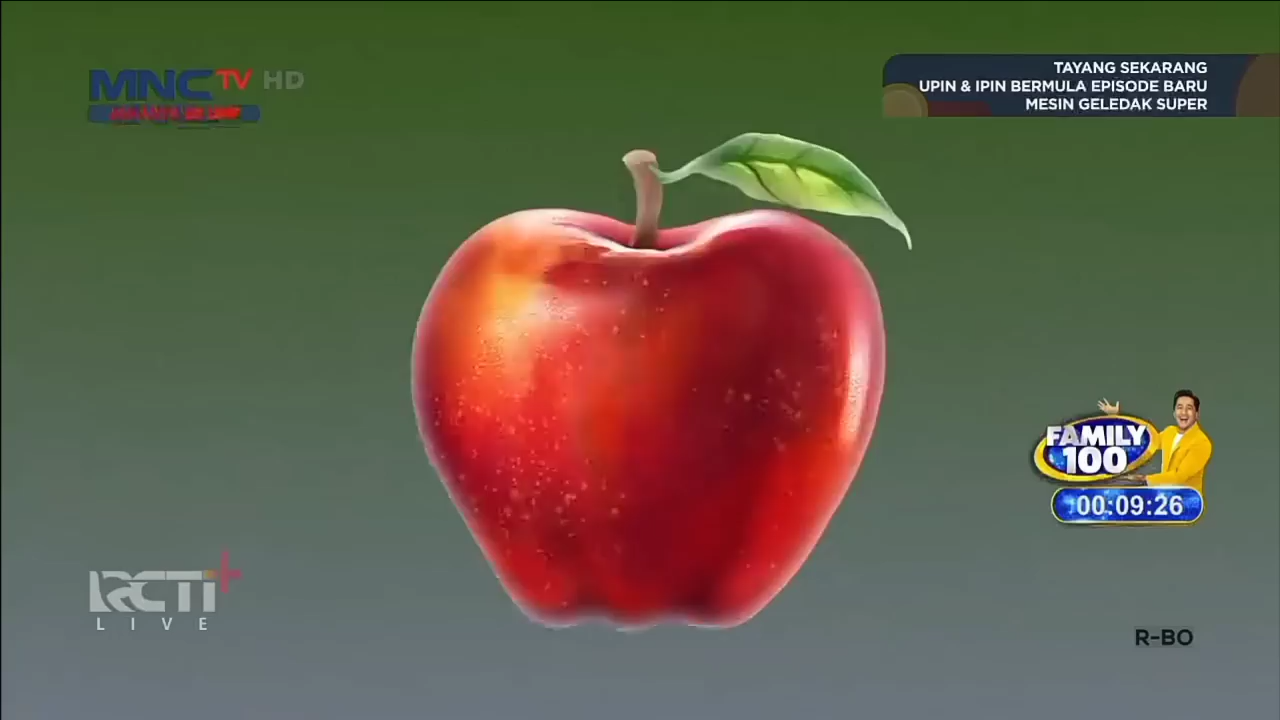 MNCTV HD
TAYANG SEKARANG
UPIN & IPIN BERMULA EPISODE BARU
MESIN GELEDAK SUPER
FAMILY
100
00:09:26
RCTI+
LIVE
R-BO